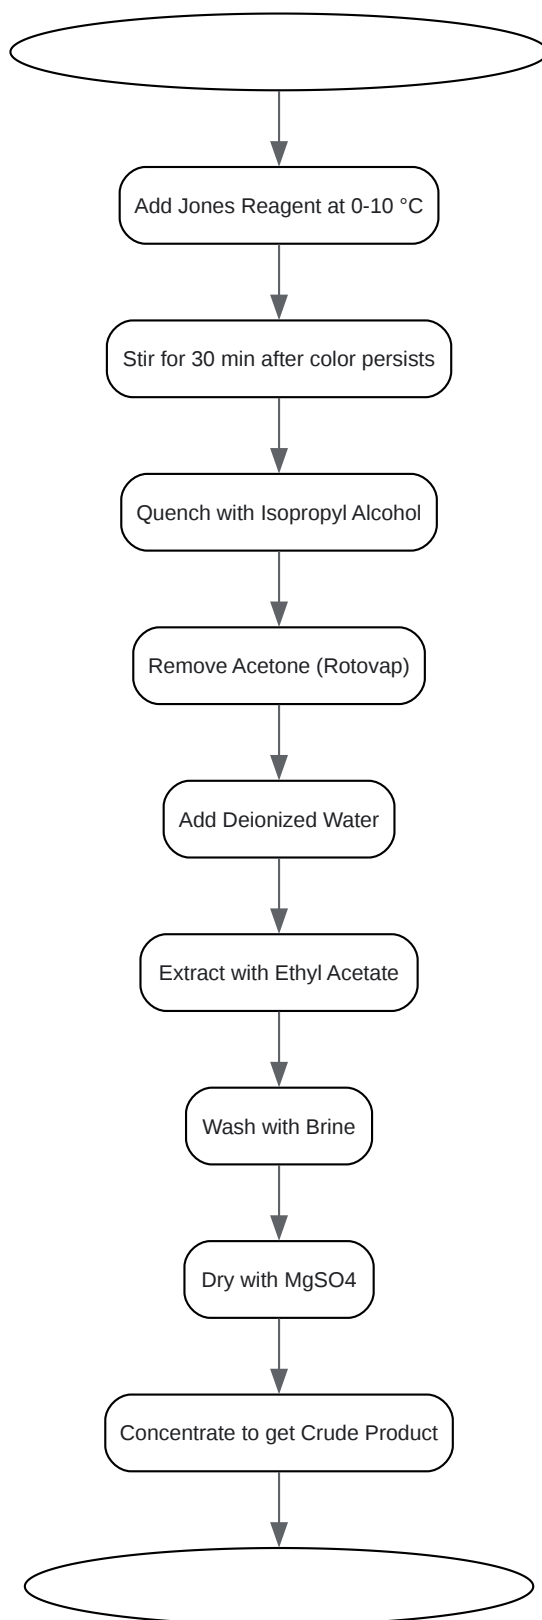 Add Jones Reagent at 0-10 °C
Stir for 30 min after color persists
Quench with Isopropyl Alcohol
Remove Acetone (Rotovap)
Add Deionized Water
Extract with Ethyl Acetate
Wash with Brine
Dry with MgSO4
Concentrate to get Crude Product